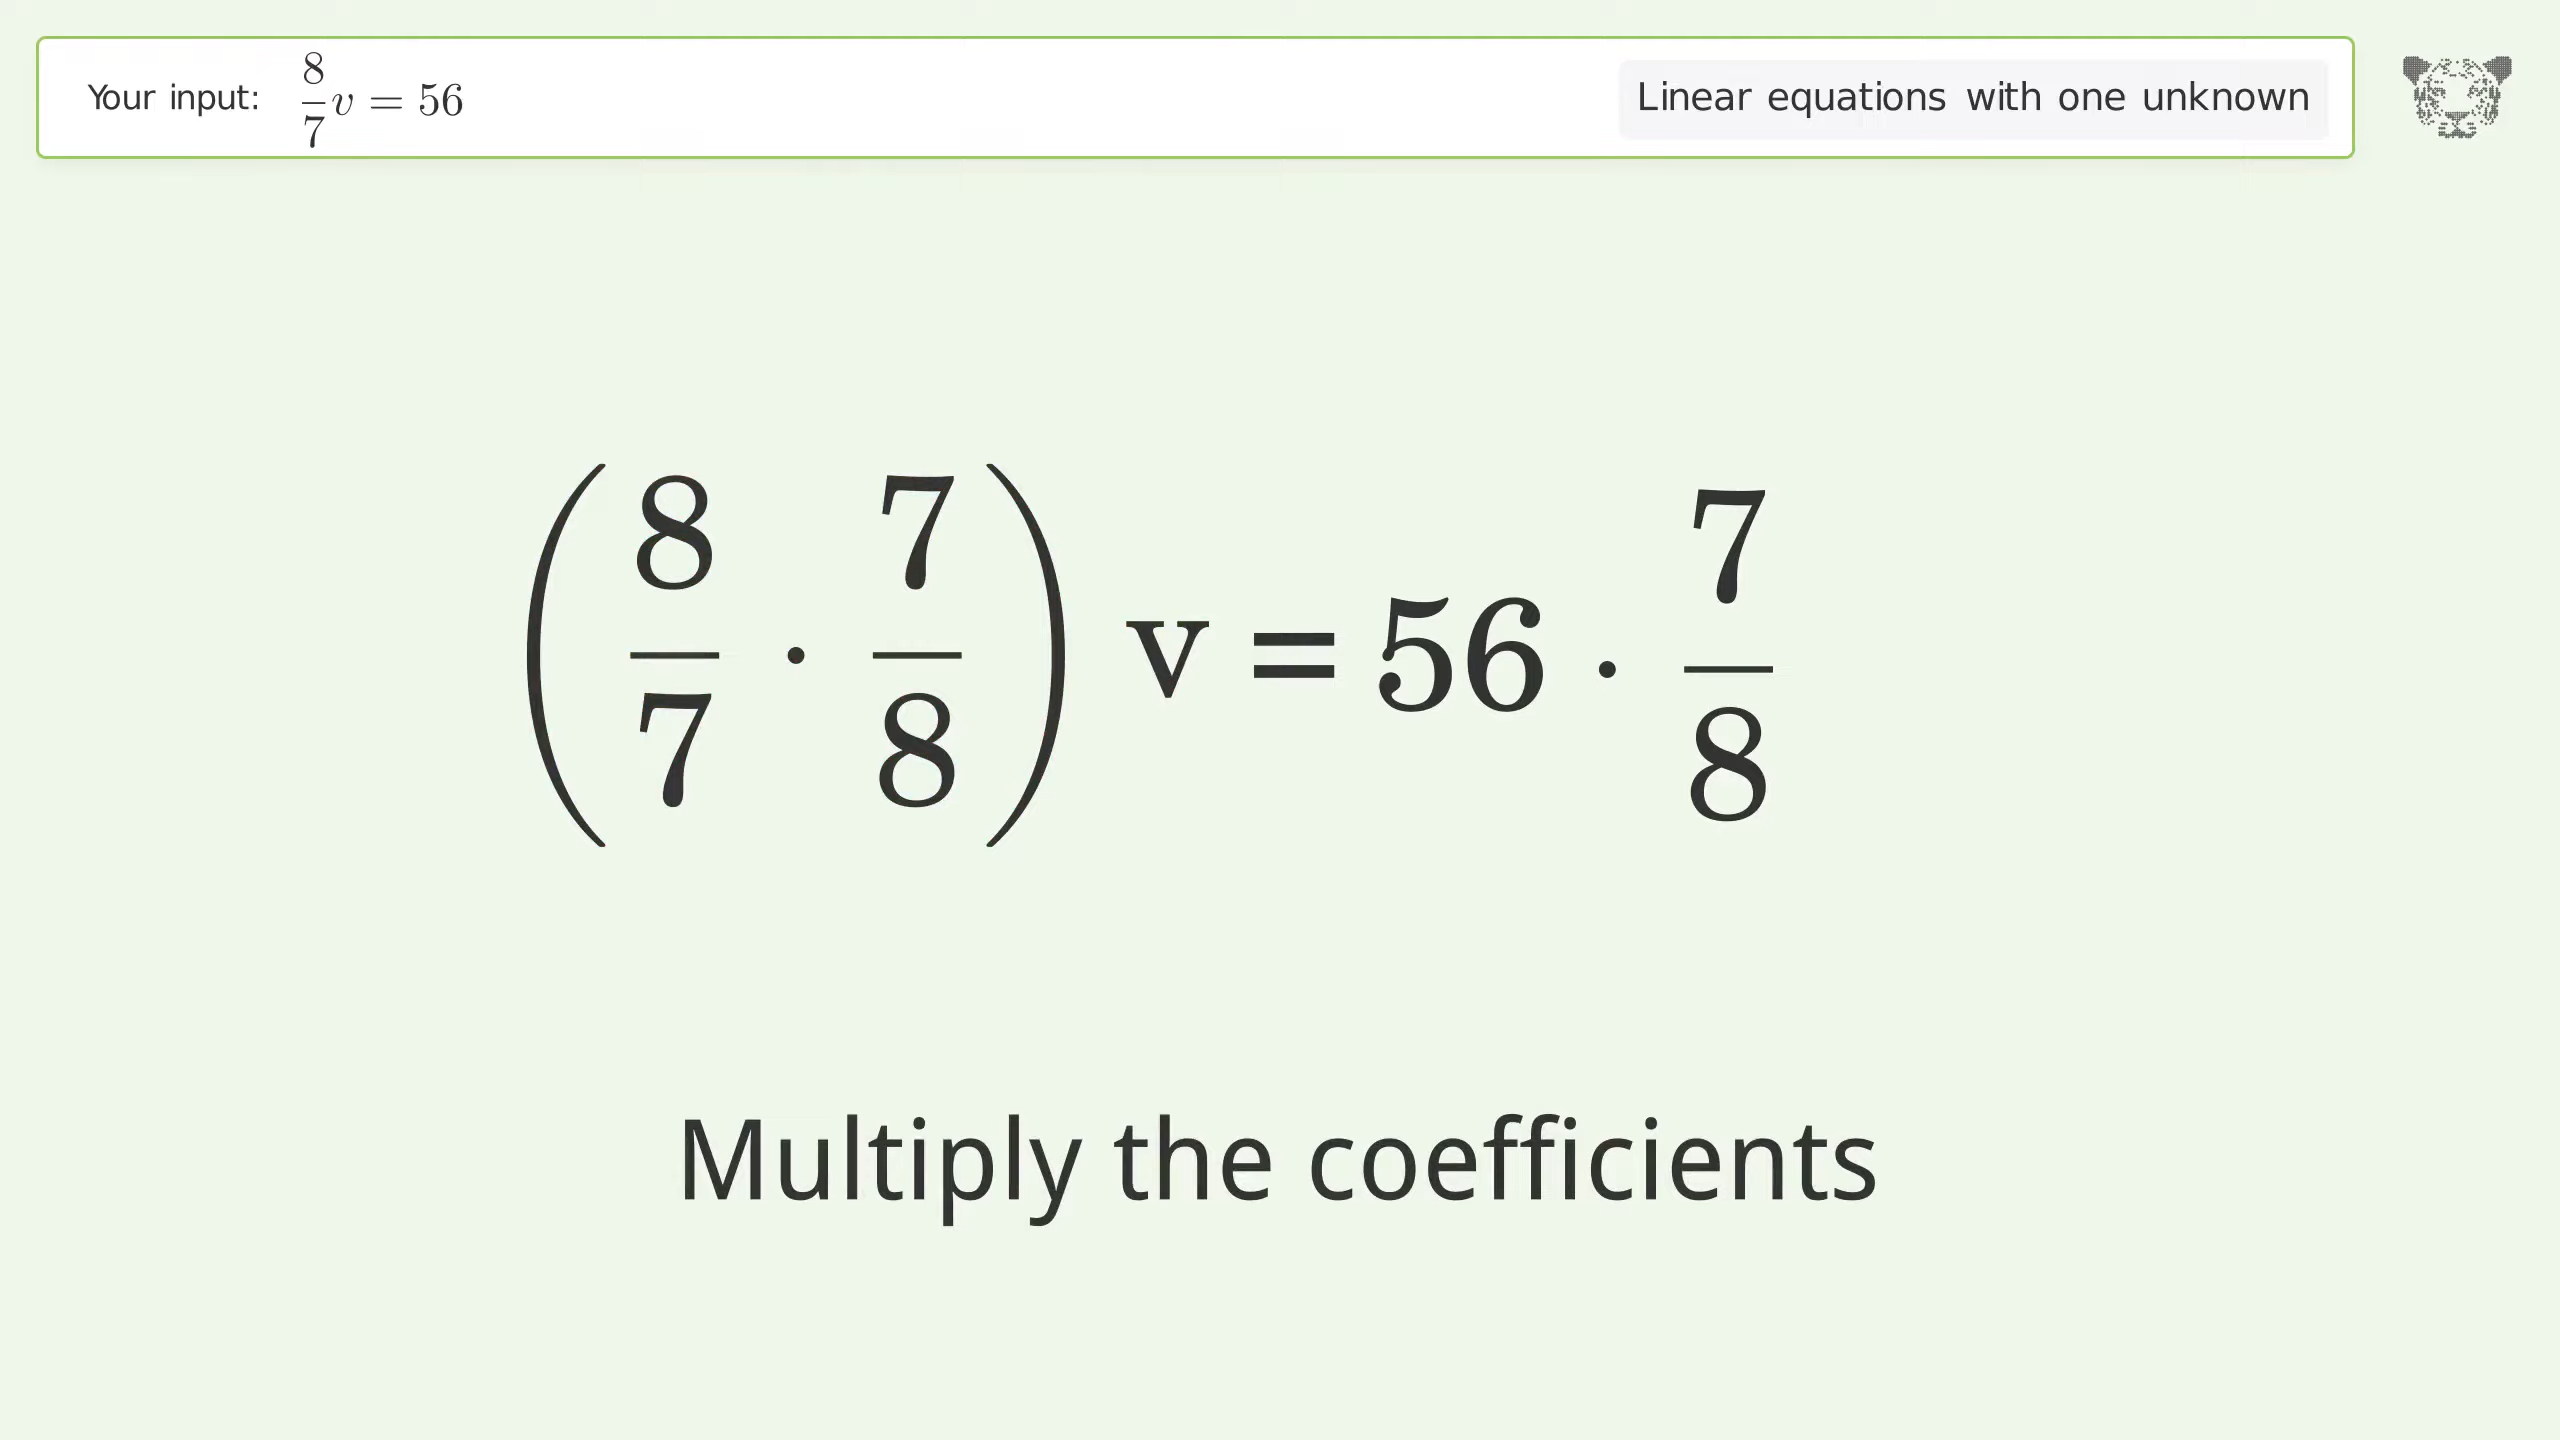 Your input: 8/7 v = 56
Linear equations with one unknown
(8/7 · 7/8) v = 56 · 7/8
Multiply the coefficients